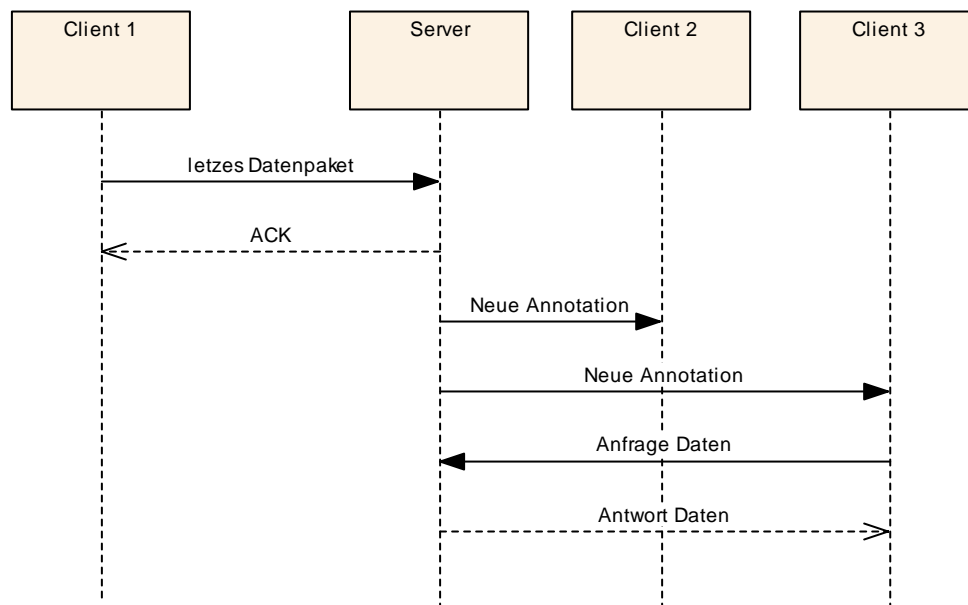 Client 1
Server
Client 2
Client 3
letzes Datenpaket
ACK
Neue Annotation
Neue Annotation
Anfrage Daten
Antwort Daten